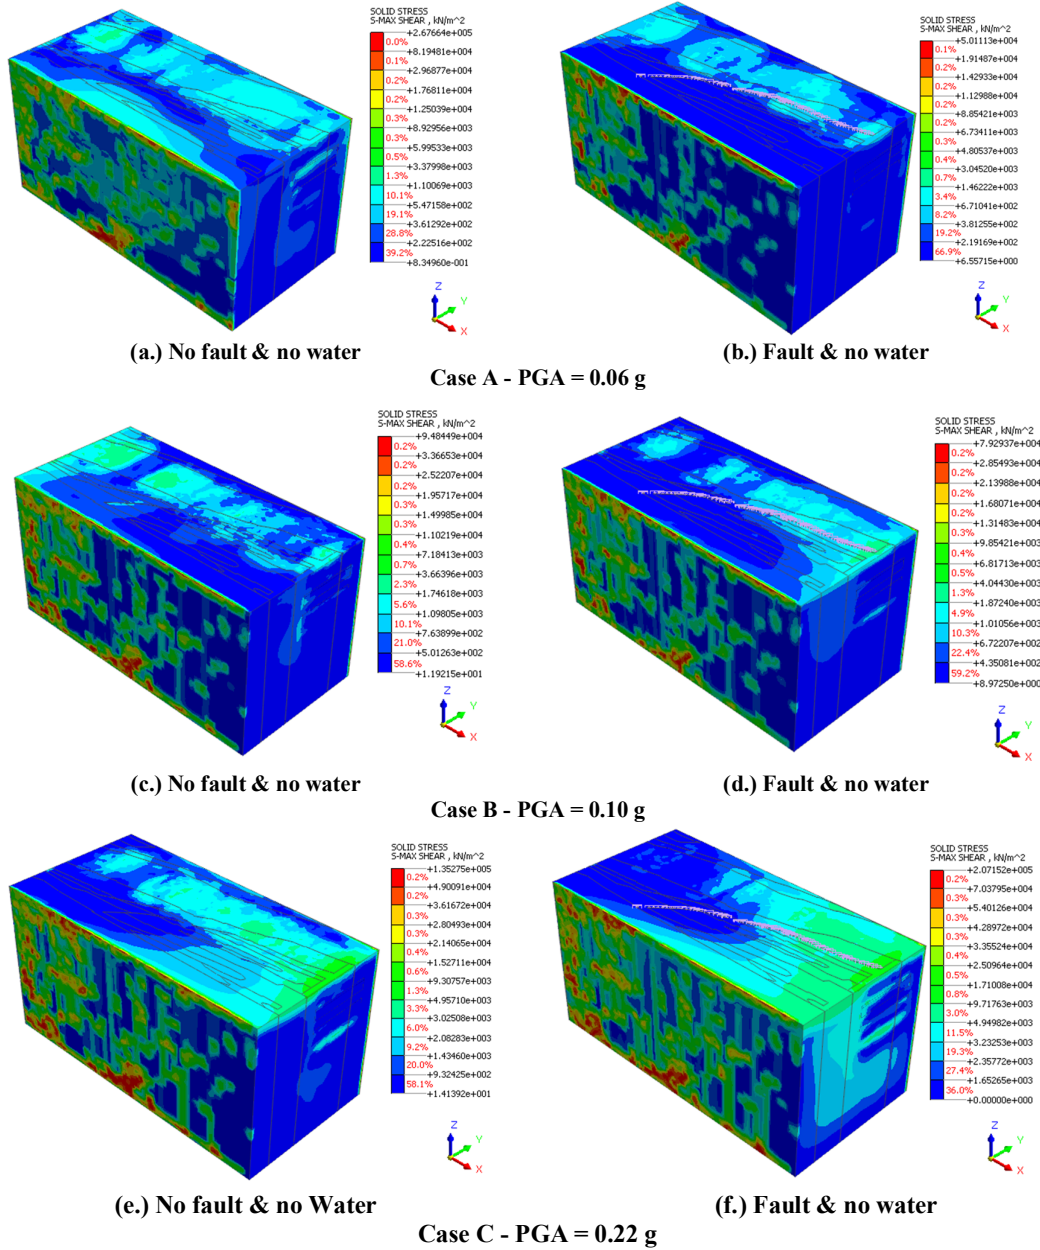 SOLID STRESS
S-MAX SHEAR , kN/m^2
+2.67664e+005
0.0%
+8.19481e+004
0.1%
+2.96877e+004
0.2%
+1.76811e+004
0.2%
+1.25039e+004
0.3%
+8.92956e+003
0.3%
+5.99533e+003
0.5%
+3.37998e+003
1.3%
+1.10069e+003
10.1%
+5.47158e+002
19.1%
+3.61292e+002
28.8%
+2.22516e+002
39.2%
+8.34960e-001
Z
Y
X
(a.) No fault & no water
SOLID STRESS
S-MAX SHEAR , kN/m^2
+5.01113e+004
0.1%
+1.91487e+004
0.2%
+1.42933e+004
0.2%
+1.12988e+004
0.2%
+8.85421e+003
0.2%
+6.73411e+003
0.3%
+4.80537e+003
0.4%
+3.04520e+003
0.7%
+1.46222e+003
3.4%
+6.71041e+002
8.2%
+3.81255e+002
19.2%
+2.19169e+002
66.9%
+6.55715e+000
Z
Y
X
(b.) Fault & no water
Case A - PGA = 0.06 g
SOLID STRESS
S-MAX SHEAR , kN/m^2
+9.48449e+004
0.2%
+3.36653e+004
0.2%
+2.52207e+004
0.2%
+1.95717e+004
0.3%
+1.49985e+004
0.3%
+1.10219e+004
0.4%
+7.18413e+003
0.7%
+3.66396e+003
2.3%
+1.74618e+003
5.6%
+1.09805e+003
10.1%
+7.63899e+002
21.0%
+5.01263e+002
58.6%
+1.19215e+001
Z
Y
X
(c.) No fault & no water
SOLID STRESS
S-MAX SHEAR , kN/m^2
+7.92937e+004
0.2%
+2.85493e+004
0.2%
+2.13988e+004
0.2%
+1.68071e+004
0.2%
+1.31483e+004
0.3%
+9.85421e+003
0.4%
+6.81713e+003
0.5%
+4.04430e+003
1.3%
+1.87240e+003
4.9%
+1.01056e+003
10.3%
+6.72207e+002
22.4%
+4.35081e+002
59.2%
+8.97250e+000
Z
Y
X
(d.) Fault & no water
Case B - PGA = 0.10 g
SOLID STRESS
S-MAX SHEAR , kN/m^2
+1.35275e+005
0.2%
+4.90091e+004
0.2%
+3.61672e+004
0.3%
+2.80493e+004
0.3%
+2.14065e+004
0.4%
+1.52711e+004
0.6%
+9.30757e+003
1.3%
+4.95710e+003
3.3%
+3.02508e+003
6.0%
+2.08283e+003
9.2%
+1.43460e+003
20.0%
+9.32425e+002
58.1%
+1.41392e+001
Z
Y
X
(e.) No fault & no Water
SOLID STRESS
S-MAX SHEAR , kN/m^2
+2.07152e+005
0.2%
+7.03795e+004
0.2%
+5.40126e+004
0.3%
+4.28972e+004
0.3%
+3.35524e+004
0.4%
+2.50964e+004
0.5%
+1.71008e+004
0.8%
+9.71763e+003
3.0%
+4.94982e+003
11.5%
+3.23253e+003
19.3%
+2.35772e+003
27.4%
+1.65265e+003
36.0%
+0.00000e+000
Z
Y
X
(f.) Fault & no water
Case C - PGA = 0.22 g